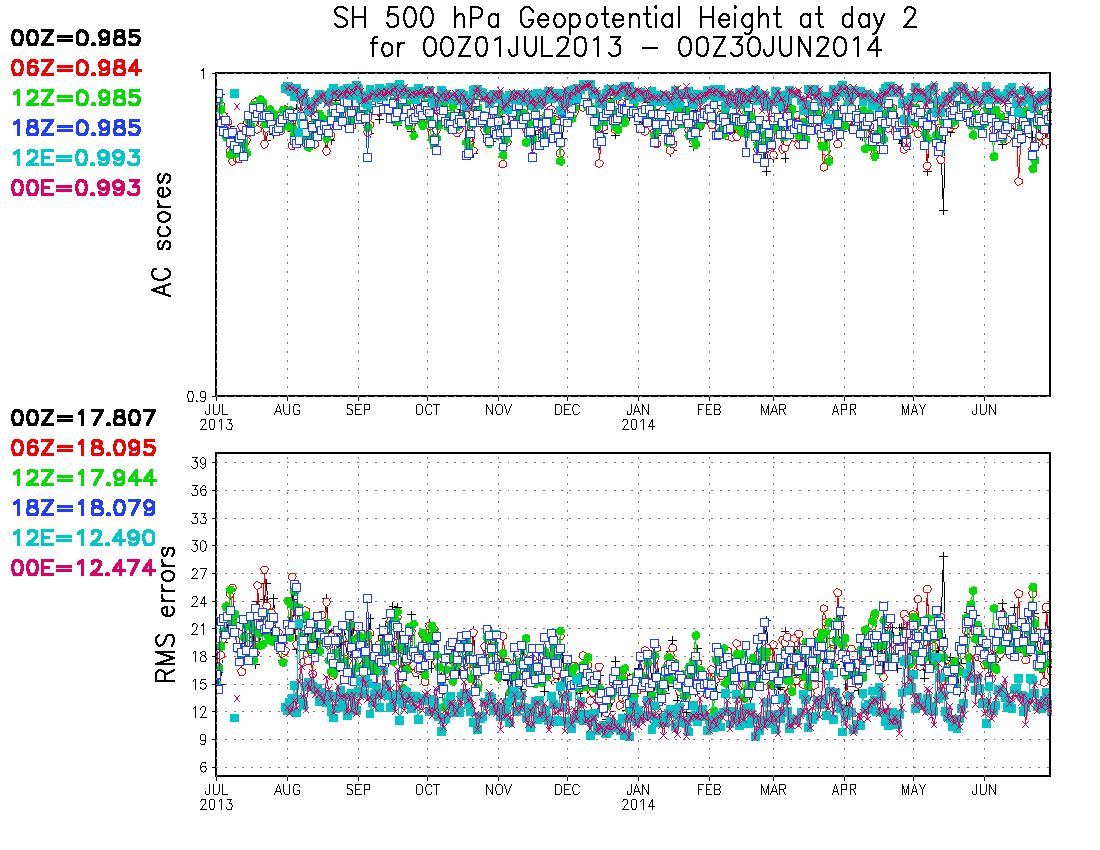 SH 500 hPa Geopotential Height at day 2
for 00Z01JUL2013 – 00Z30JUN2014
00Z=0.985
06Z=0.984
12Z=0.985
18Z=0.985
12E=0.993
00E=0.993
AC scores
1
0.9
JUL AUG SEP OCT NOV DEC JAN FEB MAR APR MAY JUN
2013 2014
00Z=17.807
06Z=18.095
12Z=17.944
18Z=18.079
12E=12.490
00E=12.474
RMS errors
39
36
33
30
27
24
21
18
15
12
9
6
JUL AUG SEP OCT NOV DEC JAN FEB MAR APR MAY JUN
2013 2014